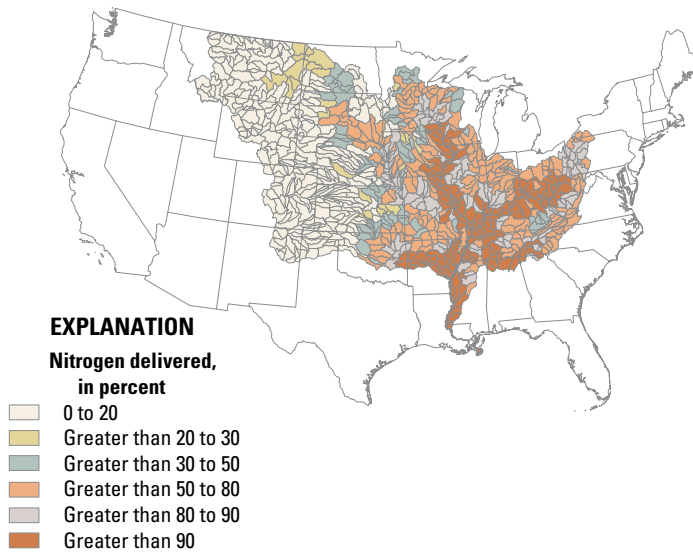 EXPLANATION
Nitrogen delivered,
in percent
0 to 20
Greater than 20 to 30
Greater than 30 to 50
Greater than 50 to 80
Greater than 80 to 90
Greater than 90